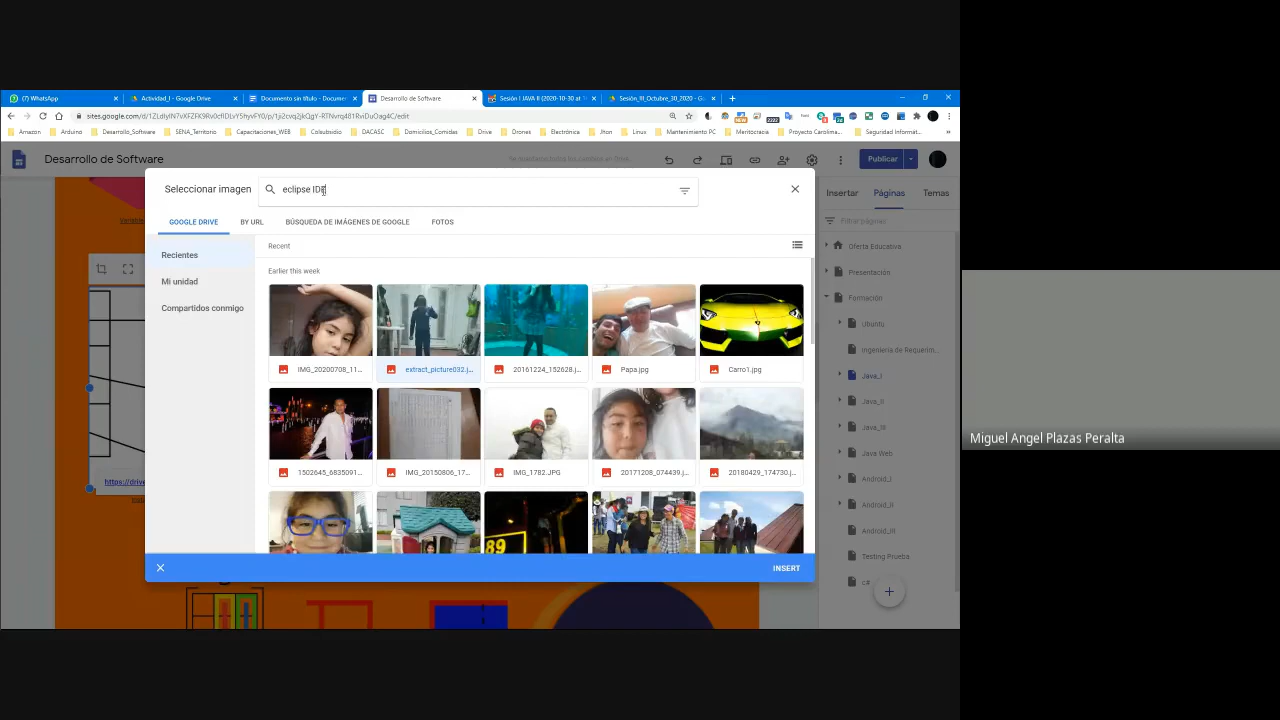 (7) WhatsApp
Actividad_I - Google Drive
Documento sin título - Docume
Desarrollo de Software
Sesión I JAVA II (2020-10-30 at
Sesión_III_Octubre_30_2020 - G
Amazon
Arduino
Desarrollo_Software
SENA_Territorio
Capacitaciones_WEB
Colsubsidio
DACASC
Domicilios_Comidas
Drive
Drones
Electrónica
Jhon
Linux
Mantenimiento PC
Meritocracia
Proyecto Carolima...
Seguridad Informát...
Desarrollo de Software
Publicar
Seleccionar imagen
eclipse IDE
GOOGLE DRIVE
BY URL
BÚSQUEDA DE IMÁGENES DE GOOGLE
FOTOS
Insertar
Páginas
Temas
Filtrar páginas
Recientes
Mi unidad
Compartidos conmigo
Recent
Earlier this week
IMG_20200708_11...
extract_picture032.j...
20161224_152628.j...
Papa.jpg
Carro1.jpg
1502645_6835091...
IMG_20150806_17...
IMG_1782.JPG
20171208_074439.j...
20180429_174730.j...
89
INSERT
https://drive
Oferta Educativa
Presentación
Formación
Ubuntu
Ingeniería de Requerim...
Java_I
Java_II
Java_III
Java Web
Android_I
Android_II
Android_III
Testing Prueba
c#
Miguel Angel Plazas Peralta